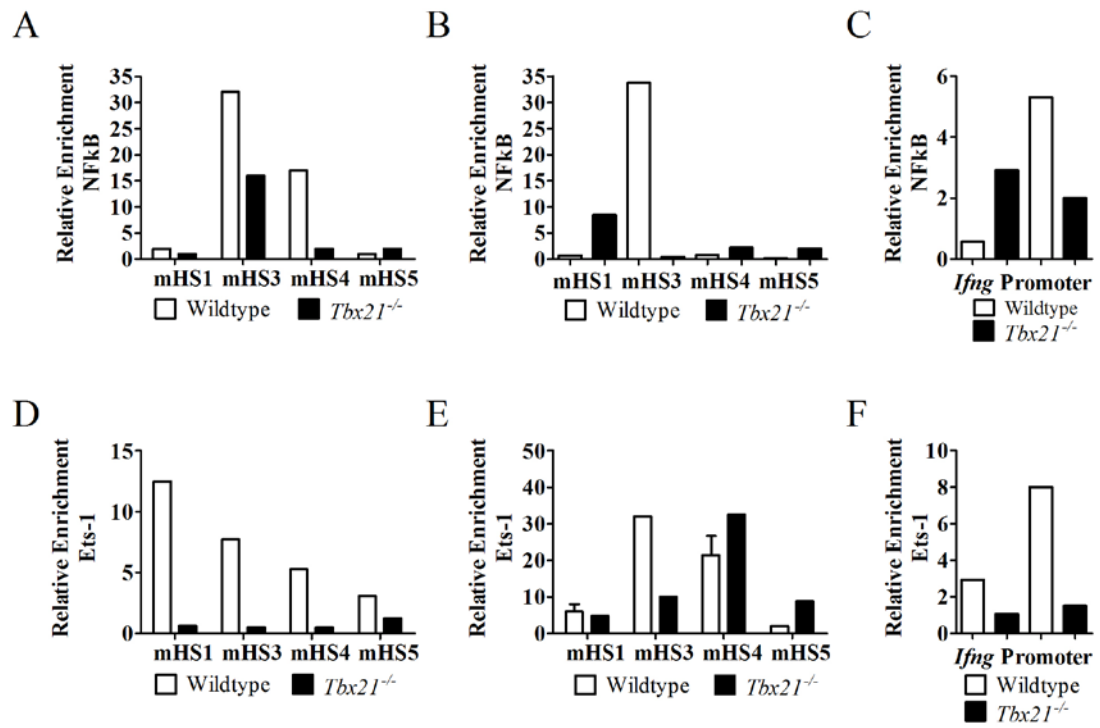 A
Relative Enrichment
NFkB
35
30
25
20
15
10
5
0
mHS1 mHS3 mHS4 mHS5
Wildtype Tbx21-/-
B
Relative Enrichment
NFkB
35
30
25
20
15
10
5
0
mHS1 mHS3 mHS4 mHS5
Wildtype Tbx21-/-
C
Relative Enrichment
NFkB
6
4
2
0
Ifng Promoter
Wildtype
Tbx21-/-
D
Relative Enrichment
Ets-1
15
10
5
0
mHS1 mHS3 mHS4 mHS5
Wildtype Tbx21-/-
E
Relative Enrichment
Ets-1
50
40
30
20
10
0
mHS1 mHS3 mHS4 mHS5
Wildtype Tbx21-/-
F
Relative Enrichment
Ets-1
10
8
6
4
2
0
Ifng Promoter
Wildtype
Tbx21-/-